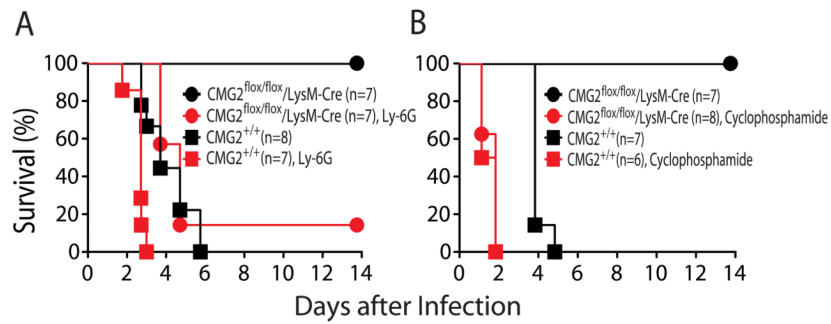 A
B
Survival (%)
100
80
60
40
20
0
0 2 4 6 8 10 12 14
CMG2flox/flox/LysM-Cre (n=7)
CMG2flox/flox/LysM-Cre (n=7), Ly-6G
CMG2+/+(n=8)
CMG2+/+(n=7), Ly-6G
100
80
60
40
20
0
0 2 4 6 8 10 12 14
CMG2flox/flox/LysM-Cre (n=7)
CMG2flox/flox/LysM-Cre (n=8), Cyclophosphamide
CMG2+/+(n=7)
CMG2+/+(n=6), Cyclophosphamide
Days after Infection